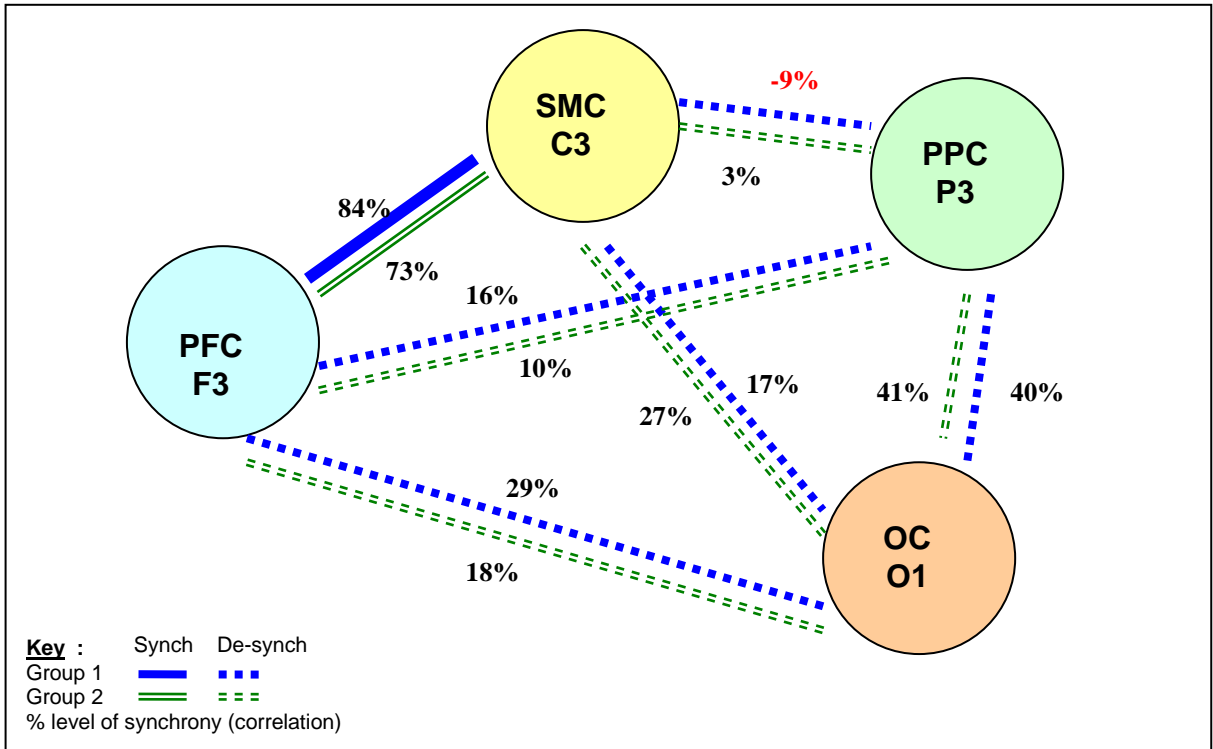 SMC
C3
-9%
PPC
P3
3%
84%
73%
PFC
F3
16%
10%
17%
27%
41%
40%
29%
18%
OC
O1
Key : Synch De-synch
Group 1
Group 2
% level of synchrony (correlation)